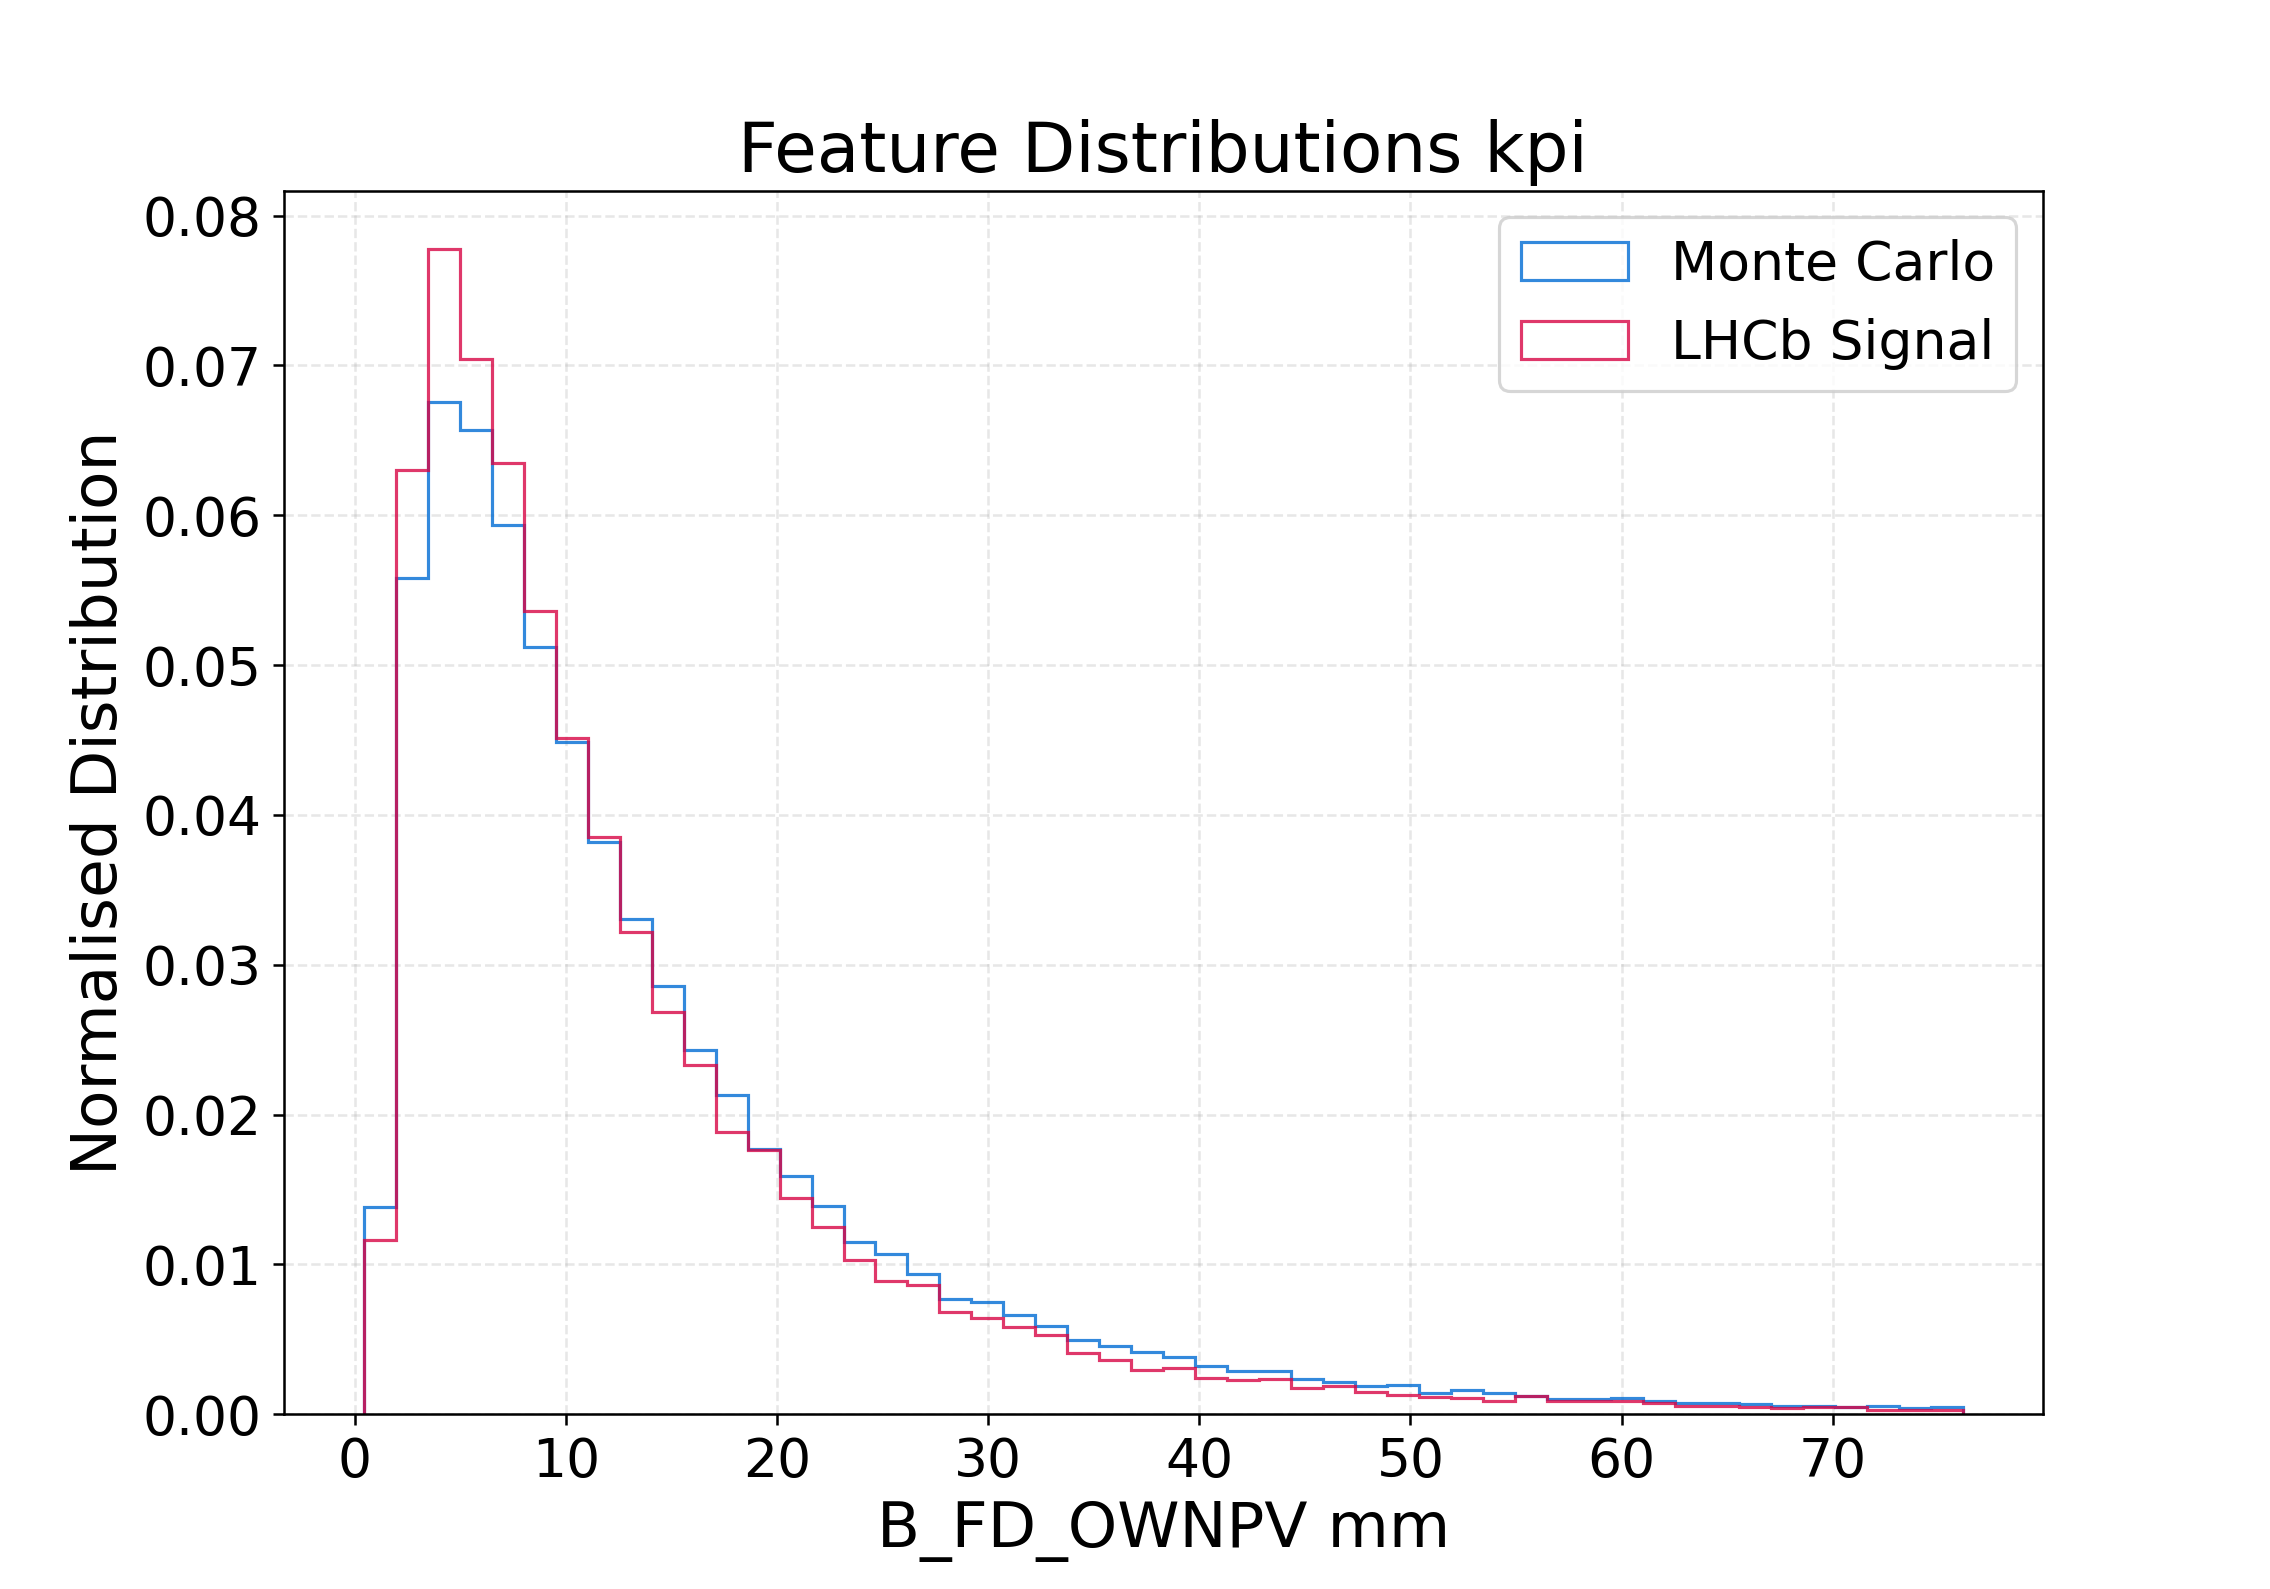 Feature Distributions kpi
Monte Carlo
LHCb Signal
Normalised Distribution
0.08
0.07
0.06
0.05
0.04
0.03
0.02
0.01
0.00
0 10 20 30 40 50 60 70
B_FD_OWNPV mm